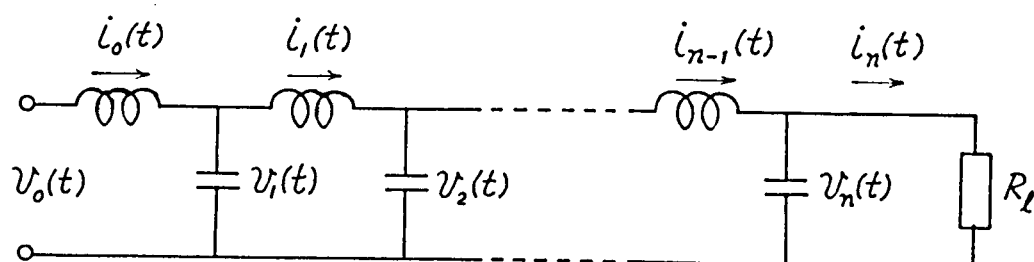 i₀(t) i₁(t) iₙ₋₁(t) iₙ(t)
v₀(t) v₁(t) v₂(t) vₙ(t) Rℓ